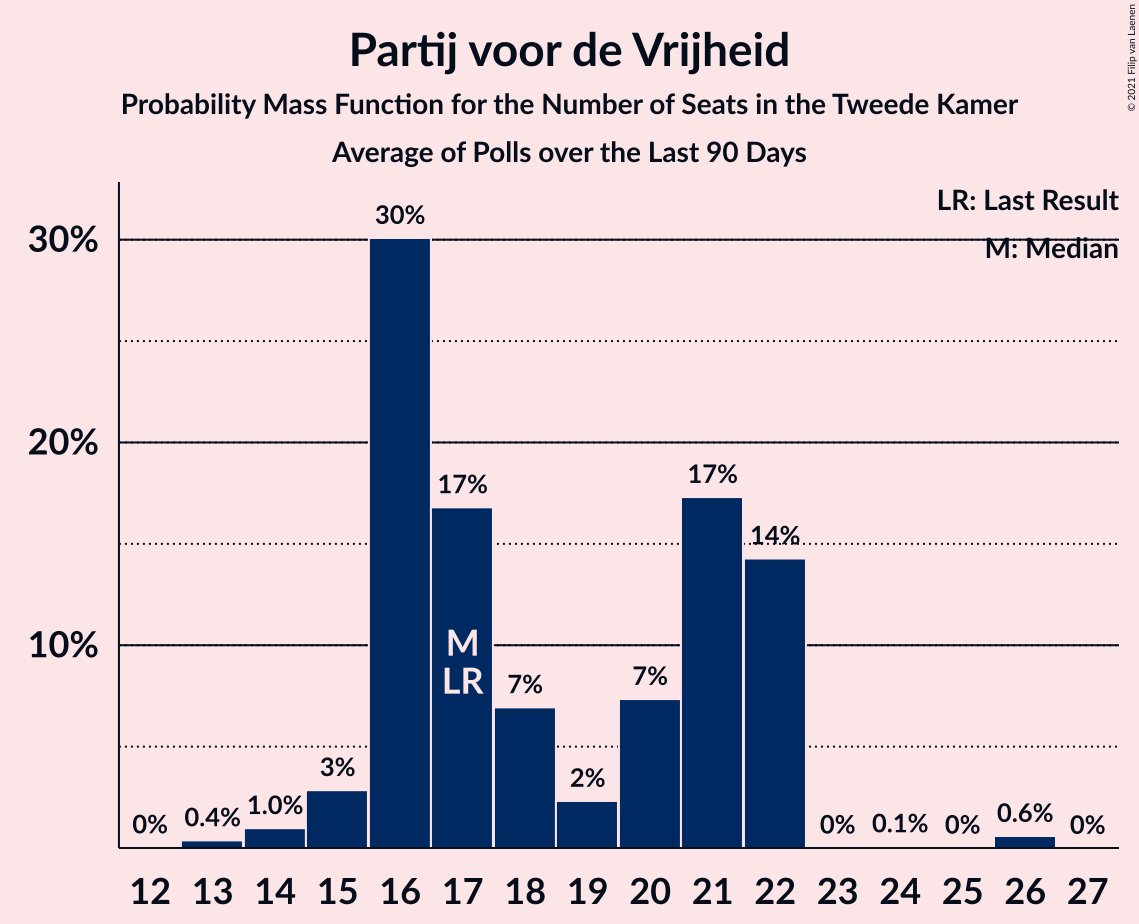 Partij voor de Vrijheid
Probability Mass Function for the Number of Seats in the Tweede Kamer
Average of Polls over the Last 90 Days
© 2021 Filip van Laenen
LR: Last Result
M: Median
30%
20%
10%
0%
0.4%
1.0%
3%
30%
17%
7%
2%
7%
17%
14%
0%
0.1%
0%
0.6%
0%
M
LR
12 13 14 15 16 17 18 19 20 21 22 23 24 25 26 27